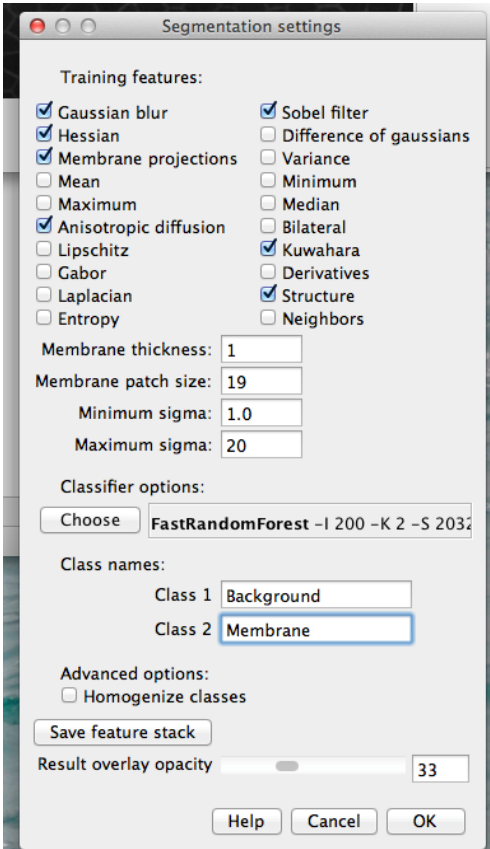 Segmentation settings
Training features:
Gaussian blur Sobel filter
Hessian Difference of gaussians
Membrane projections Variance
Mean Minimum
Maximum Median
Anisotropic diffusion Bilateral
Lipschitz Kuwahara
Gabor Derivatives
Laplacian Structure
Entropy Neighbors
Membrane thickness: 1
Membrane patch size: 19
Minimum sigma: 1.0
Maximum sigma: 20
Classifier options:
Choose FastRandomForest -I 200 -K 2 -S 2032
Class names:
Class 1 Background
Class 2 Membrane
Advanced options:
Homogenize classes
Save feature stack
Result overlay opacity 33
Help Cancel OK